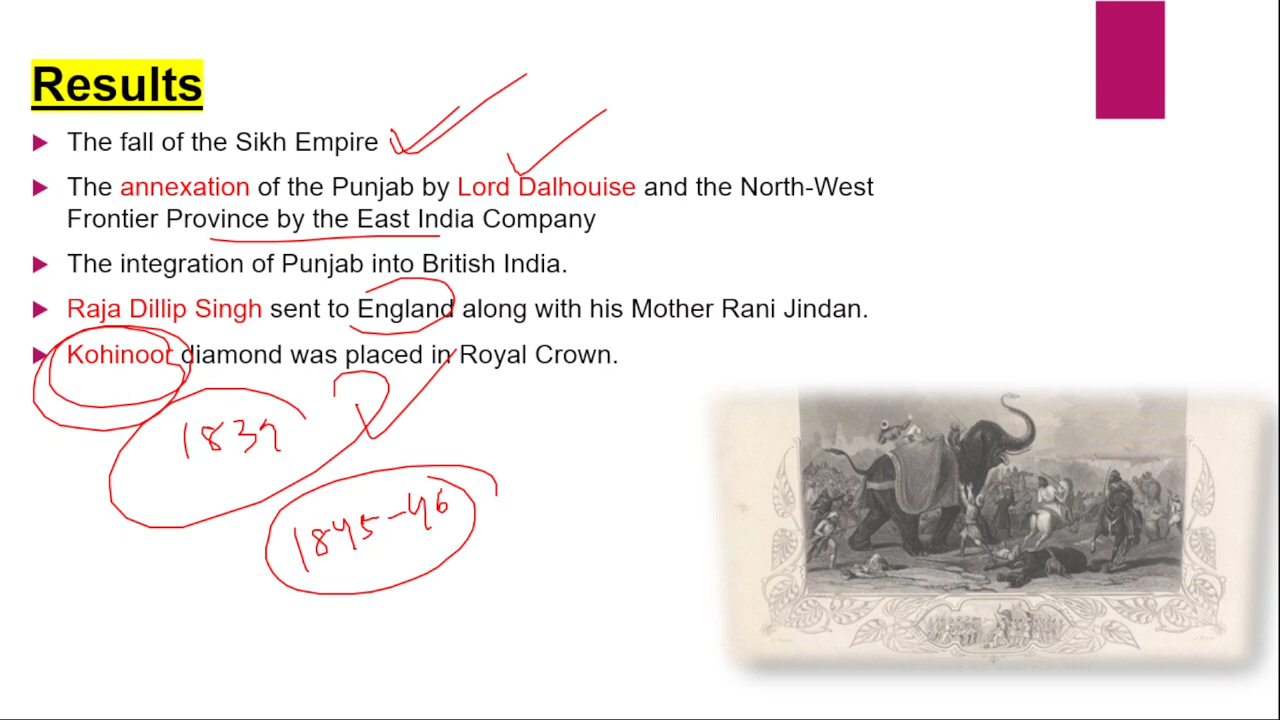 Results
The fall of the Sikh Empire
The annexation of the Punjab by Lord Dalhouise and the North-West
Frontier Province by the East India Company
The integration of Punjab into British India.
Raja Dillip Singh sent to England along with his Mother Rani Jindan.
Kohinoor diamond was placed in Royal Crown.
1839
1845-46